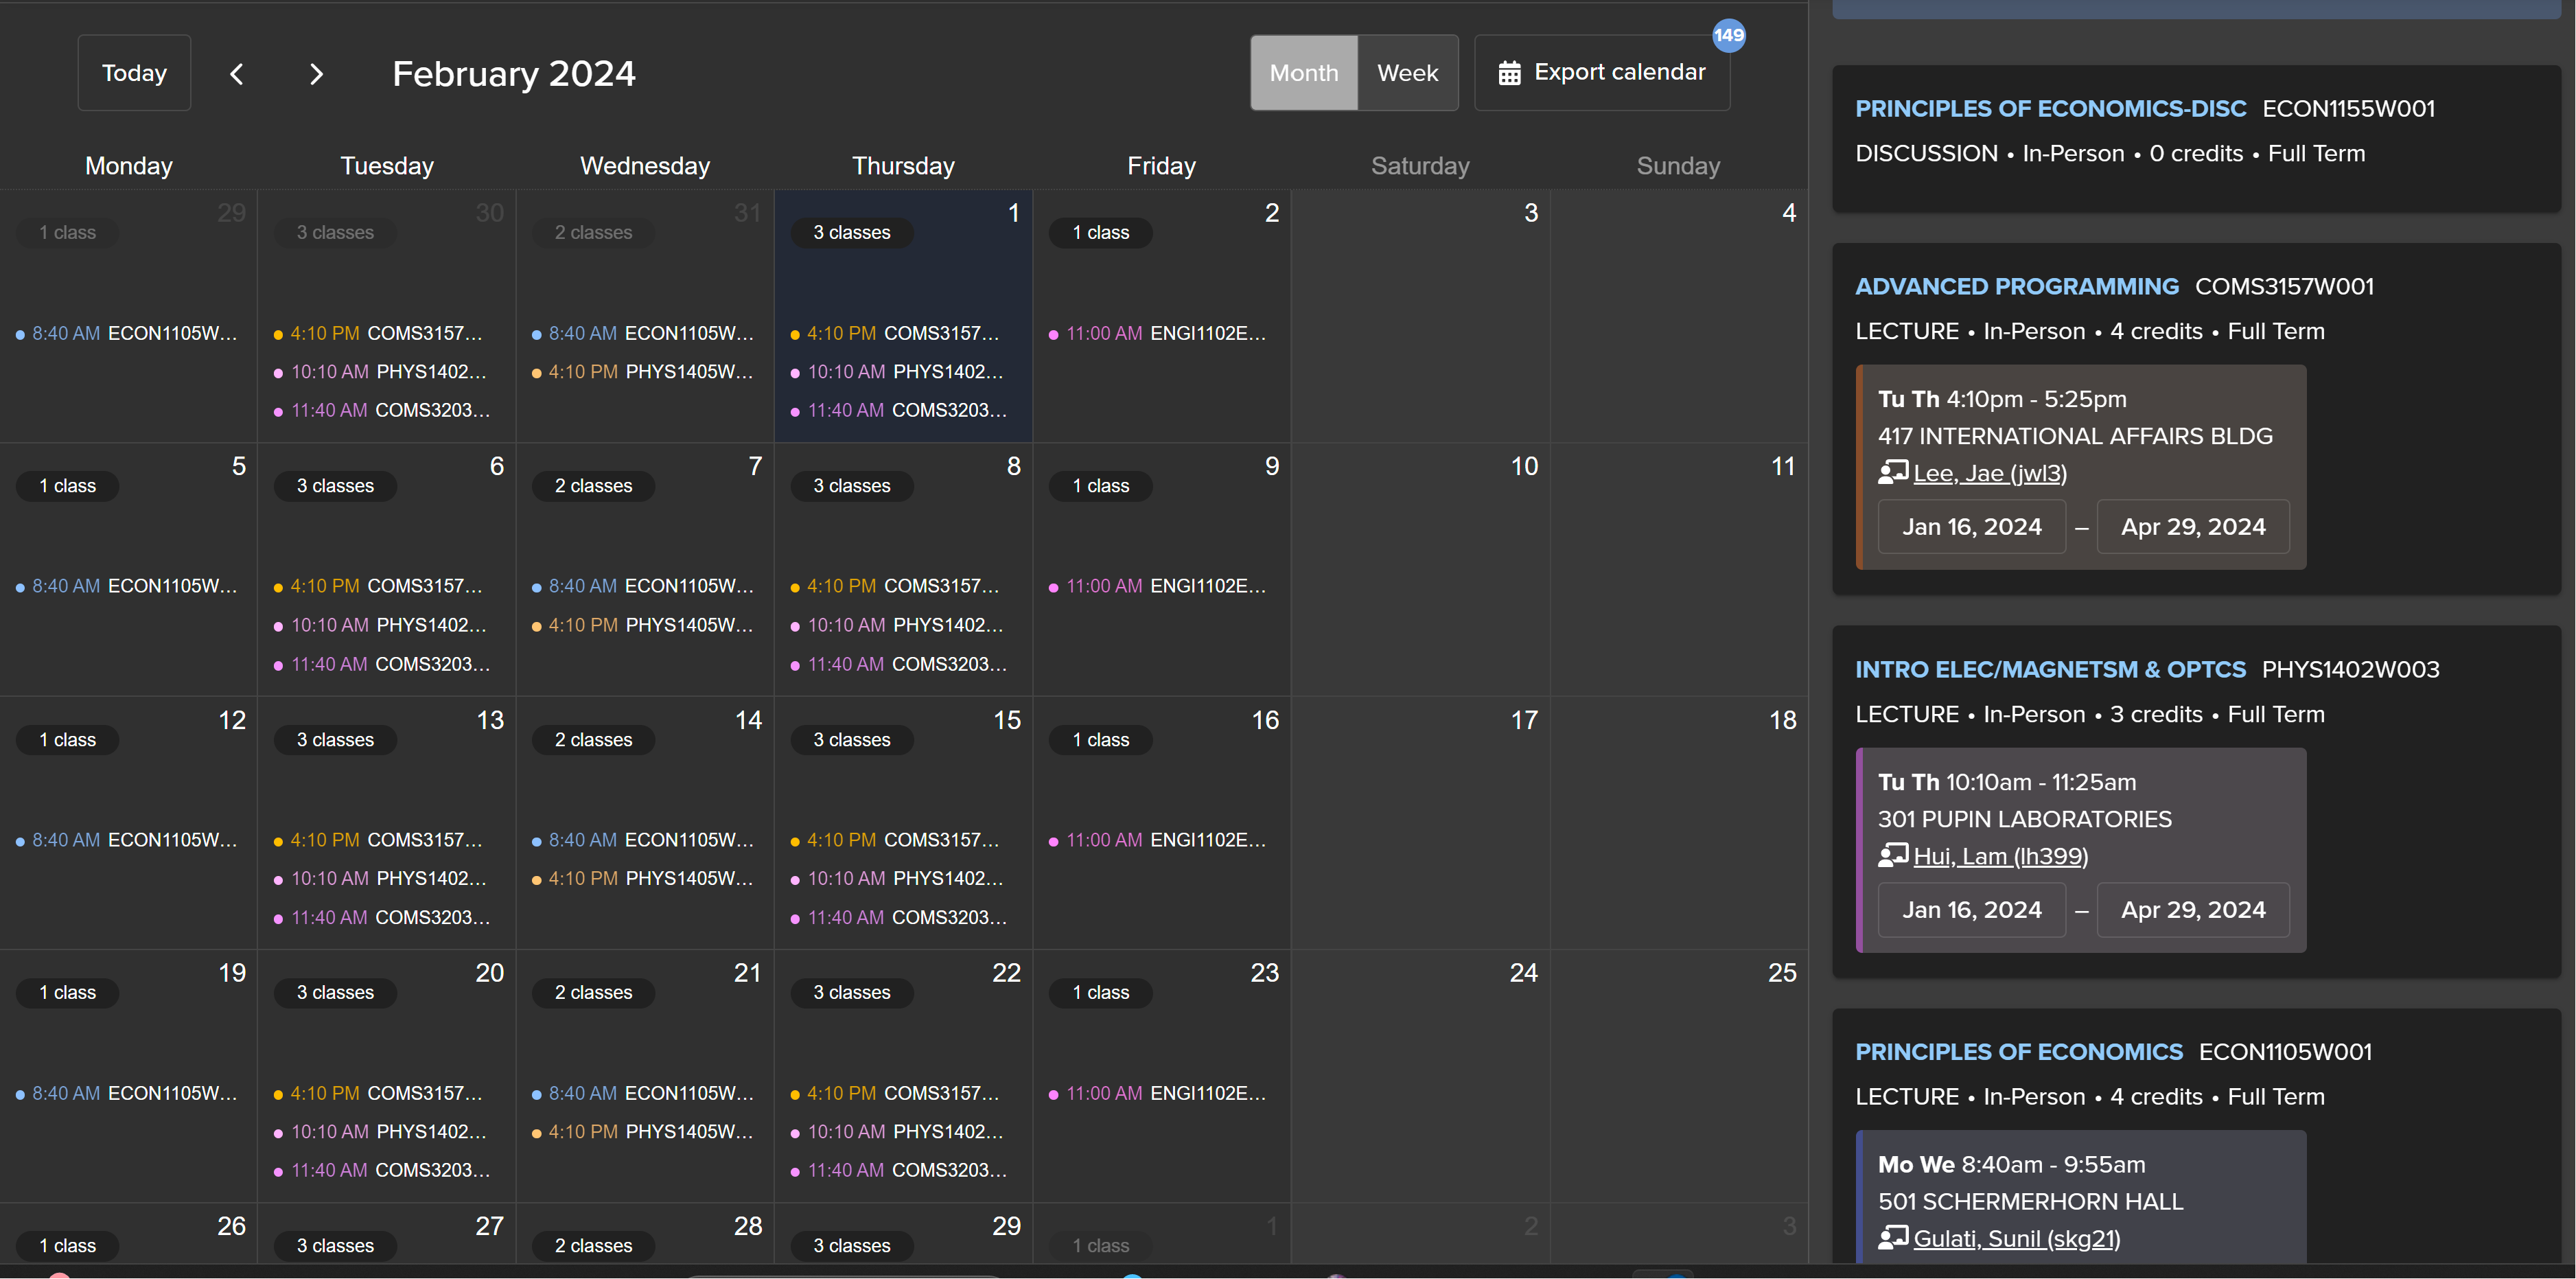 149
Today
February 2024
Month Week Export calendar
Monday Tuesday Wednesday Thursday Friday Saturday Sunday
29 30 31 1 2 3 4
1 class 3 classes 2 classes 3 classes 1 class
8:40 AM ECON1105W... 4:10 PM COMS3157... 8:40 AM ECON1105W... 4:10 PM COMS3157... 11:00 AM ENGI1102E...
10:10 AM PHYS1402... 4:10 PM PHYS1405W... 10:10 AM PHYS1402...
11:40 AM COMS3203... 11:40 AM COMS3203...
5 6 7 8 9 10 11
1 class 3 classes 2 classes 3 classes 1 class
8:40 AM ECON1105W... 4:10 PM COMS3157... 8:40 AM ECON1105W... 4:10 PM COMS3157... 11:00 AM ENGI1102E...
10:10 AM PHYS1402... 4:10 PM PHYS1405W... 10:10 AM PHYS1402...
11:40 AM COMS3203... 11:40 AM COMS3203...
12 13 14 15 16 17 18
1 class 3 classes 2 classes 3 classes 1 class
8:40 AM ECON1105W... 4:10 PM COMS3157... 8:40 AM ECON1105W... 4:10 PM COMS3157... 11:00 AM ENGI1102E...
10:10 AM PHYS1402... 4:10 PM PHYS1405W... 10:10 AM PHYS1402...
11:40 AM COMS3203... 11:40 AM COMS3203...
19 20 21 22 23 24 25
1 class 3 classes 2 classes 3 classes 1 class
8:40 AM ECON1105W... 4:10 PM COMS3157... 8:40 AM ECON1105W... 4:10 PM COMS3157... 11:00 AM ENGI1102E...
10:10 AM PHYS1402... 4:10 PM PHYS1405W... 10:10 AM PHYS1402...
11:40 AM COMS3203... 11:40 AM COMS3203...
26 27 28 29 1 2 3
1 class 3 classes 2 classes 3 classes 1 class
PRINCIPLES OF ECONOMICS-DISC ECON1155W001
DISCUSSION • In-Person • 0 credits • Full Term
ADVANCED PROGRAMMING COMS3157W001
LECTURE • In-Person • 4 credits • Full Term
Tu Th 4:10pm - 5:25pm
417 INTERNATIONAL AFFAIRS BLDG
Lee, Jae (jwl3)
Jan 16, 2024 – Apr 29, 2024
INTRO ELEC/MAGNETSM & OPTCS PHYS1402W003
LECTURE • In-Person • 3 credits • Full Term
Tu Th 10:10am - 11:25am
301 PUPIN LABORATORIES
Hui, Lam (lh399)
Jan 16, 2024 – Apr 29, 2024
PRINCIPLES OF ECONOMICS ECON1105W001
LECTURE • In-Person • 4 credits • Full Term
Mo We 8:40am - 9:55am
501 SCHERMERHORN HALL
Gulati, Sunil (skg21)